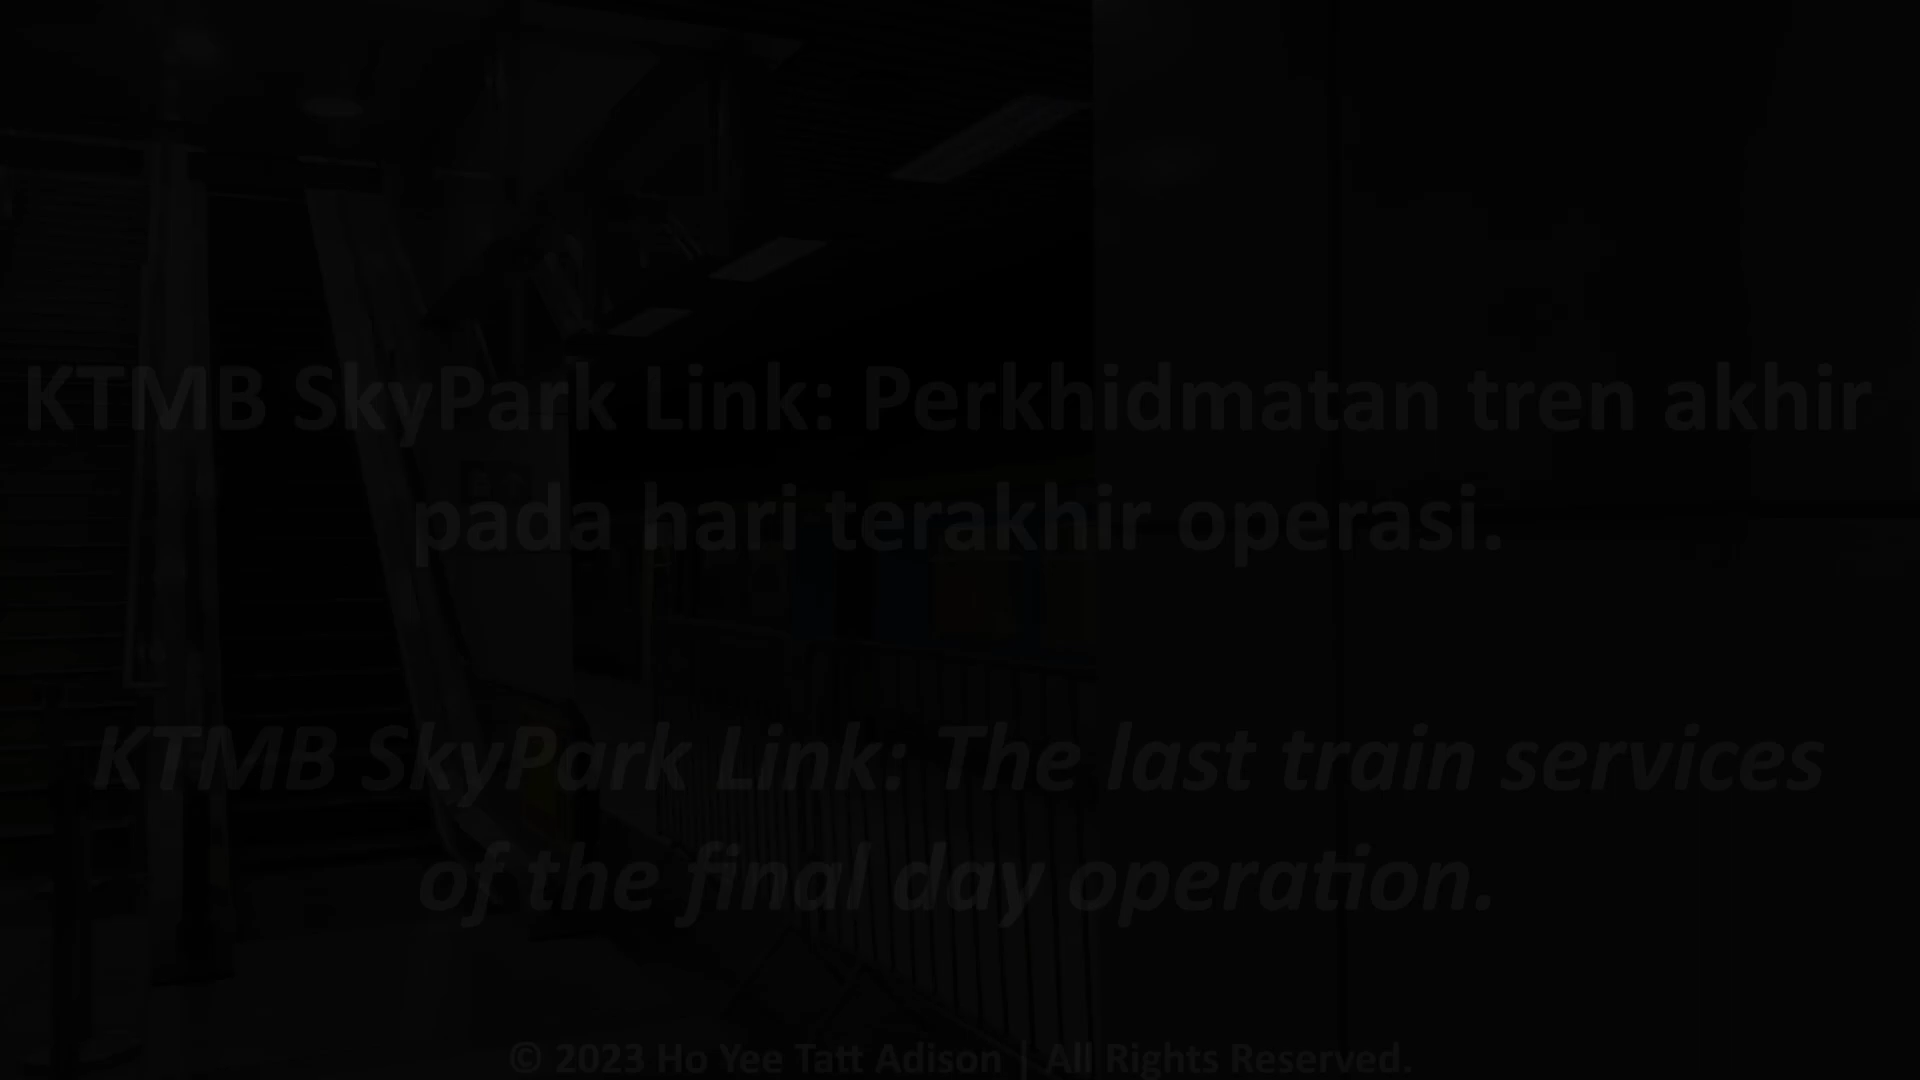 KTMB SkyPark Link: Perkhidmatan tren akhir
pada hari terakhir operasi.
KTMB SkyPark Link: The last train services
of the final day operation.
© 2023 Ho Yee Tatt Adison | All Rights Reserved.